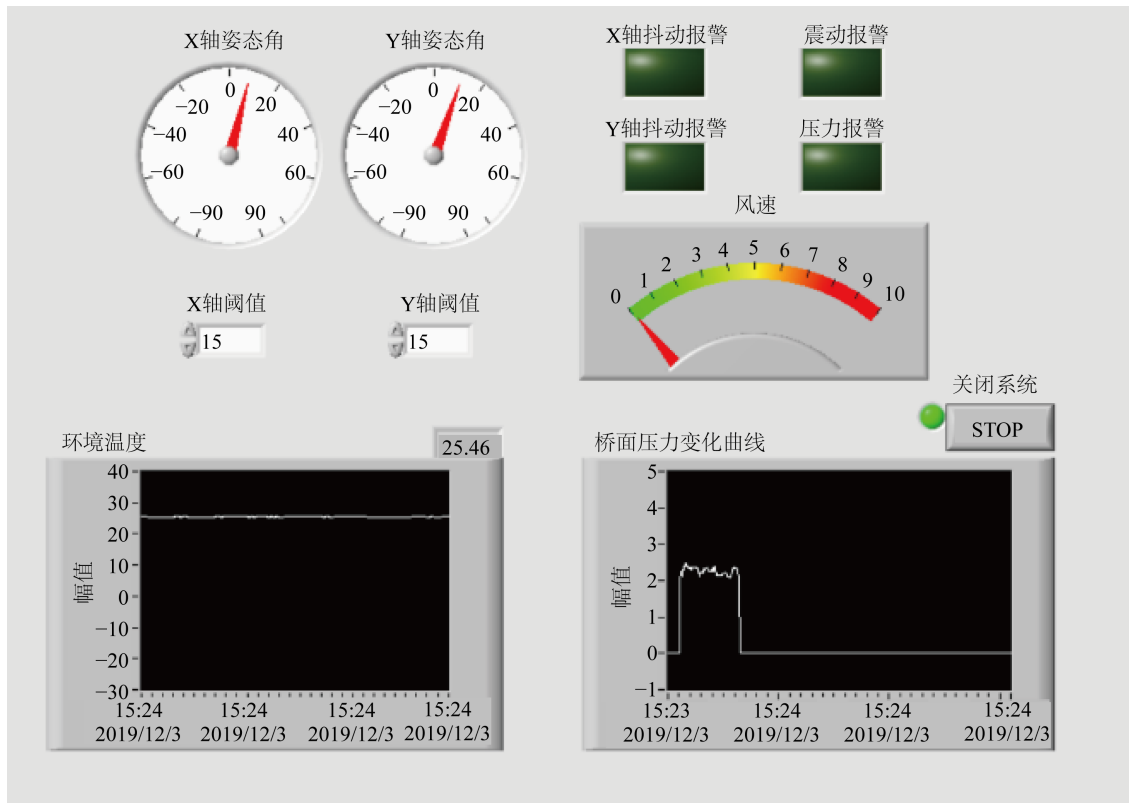 X轴姿态角
Y轴姿态角
−90 −60 −40 −20 0 20 40 60 90
−90 −60 −40 −20 0 20 40 60 90
X轴抖动报警
震动报警
Y轴抖动报警
压力报警
风速
0 1 2 3 4 5 6 7 8 9 10
X轴阈值
15
Y轴阈值
15
关闭系统
STOP
环境温度
25.46
幅值
40
30
20
10
0
−10
−20
−30
15:24 15:24 15:24 15:24
2019/12/3 2019/12/3 2019/12/3 2019/12/3
桥面压力变化曲线
幅值
5
4
3
2
1
0
−1
15:23 15:24 15:24 15:24
2019/12/3 2019/12/3 2019/12/3 2019/12/3